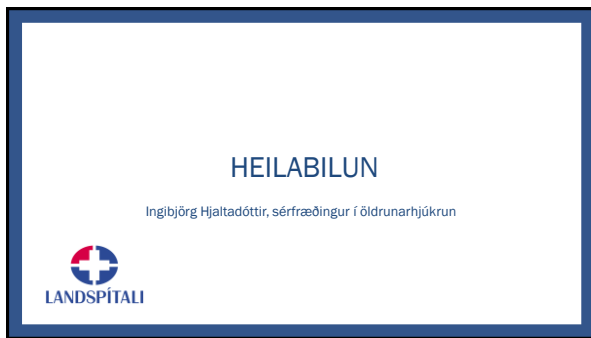 HEILABILUN
Ingibjörg Hjaltadóttir, sérfræðingur í öldrunarhjúkrun
LANDSPÍTALI